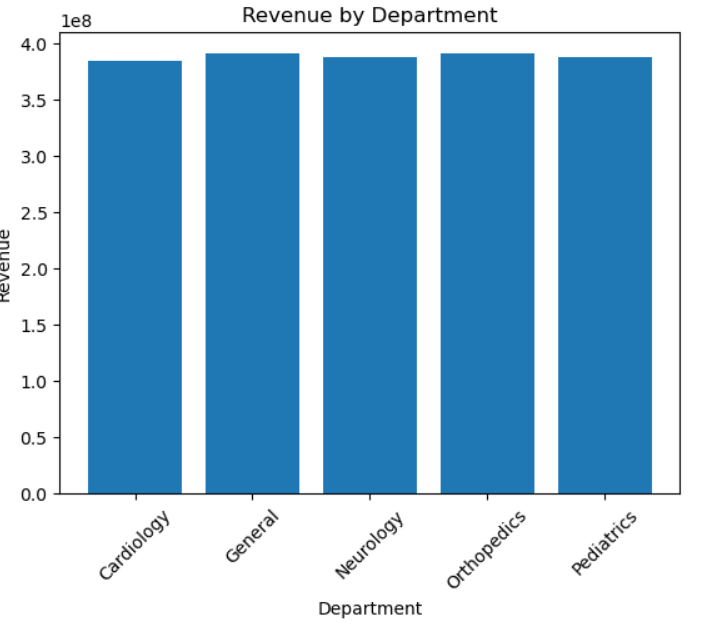 Revenue by Department
1e8
4.0
3.5
3.0
2.5
2.0
1.5
1.0
0.5
0.0
Revenue
Cardiology
General
Neurology
Orthopedics
Pediatrics
Department